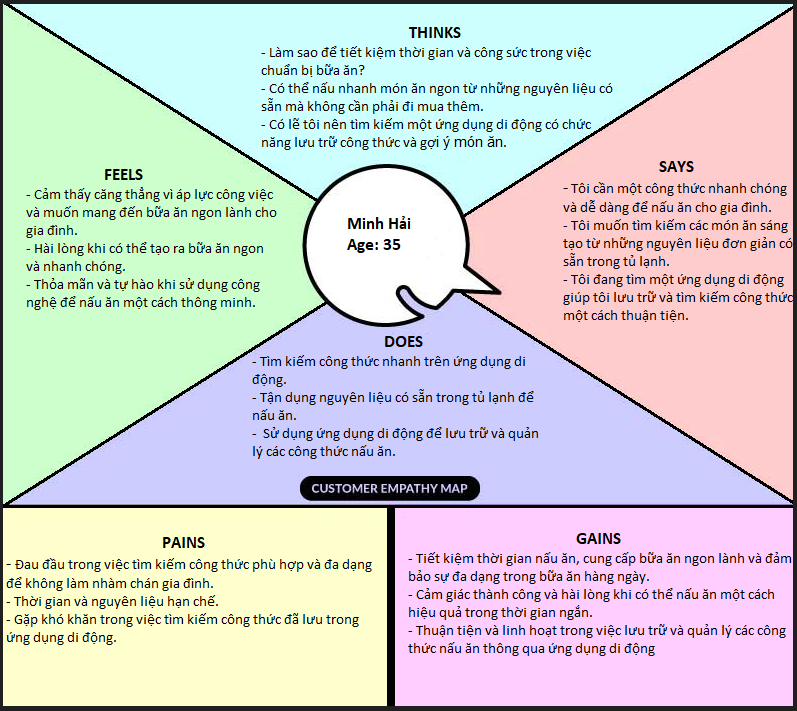 THINKS
- Làm sao để tiết kiệm thời gian và công sức trong việc
chuẩn bị bữa ăn?
- Có thể nấu nhanh món ăn ngon từ những nguyên liệu có
sẵn mà không cần phải đi mua thêm.
- Có lẽ tôi nên tìm kiếm một ứng dụng di động có chức
năng lưu trữ công thức và gợi ý món ăn.
FEELS
- Cảm thấy căng thẳng vì áp lực công việc
và muốn mang đến bữa ăn ngon lành cho
gia đình.
- Hài lòng khi có thể tạo ra bữa ăn ngon
và nhanh chóng.
- Thỏa mãn và tự hào khi sử dụng công
nghệ để nấu ăn một cách thông minh.
Minh Hải
Age: 35
SAYS
- Tôi cần một công thức nhanh chóng
và dễ dàng để nấu ăn cho gia đình.
- Tôi muốn tìm kiếm các món ăn sáng
tạo từ những nguyên liệu đơn giản có
sẵn trong tủ lạnh.
- Tôi đang tìm một ứng dụng di động
giúp tôi lưu trữ và tìm kiếm công thức
một cách thuận tiện.
DOES
- Tìm kiếm công thức nhanh trên ứng dụng di
động.
- Tận dụng nguyên liệu có sẵn trong tủ lạnh để
nấu ăn.
- Sử dụng ứng dụng di động để lưu trữ và quản
lý các công thức nấu ăn.
CUSTOMER EMPATHY MAP
PAINS
- Đau đầu trong việc tìm kiếm công thức phù hợp và đa dạng
để không làm nhàm chán gia đình.
- Thời gian và nguyên liệu hạn chế.
- Gặp khó khăn trong việc tìm kiếm công thức đã lưu trong
ứng dụng di động.
GAINS
- Tiết kiệm thời gian nấu ăn, cung cấp bữa ăn ngon lành và đảm
bảo sự đa dạng trong bữa ăn hàng ngày.
- Cảm giác thành công và hài lòng khi có thể nấu ăn một cách
hiệu quả trong thời gian ngắn.
- Thuận tiện và linh hoạt trong việc lưu trữ và quản lý các công
thức nấu ăn thông qua ứng dụng di động